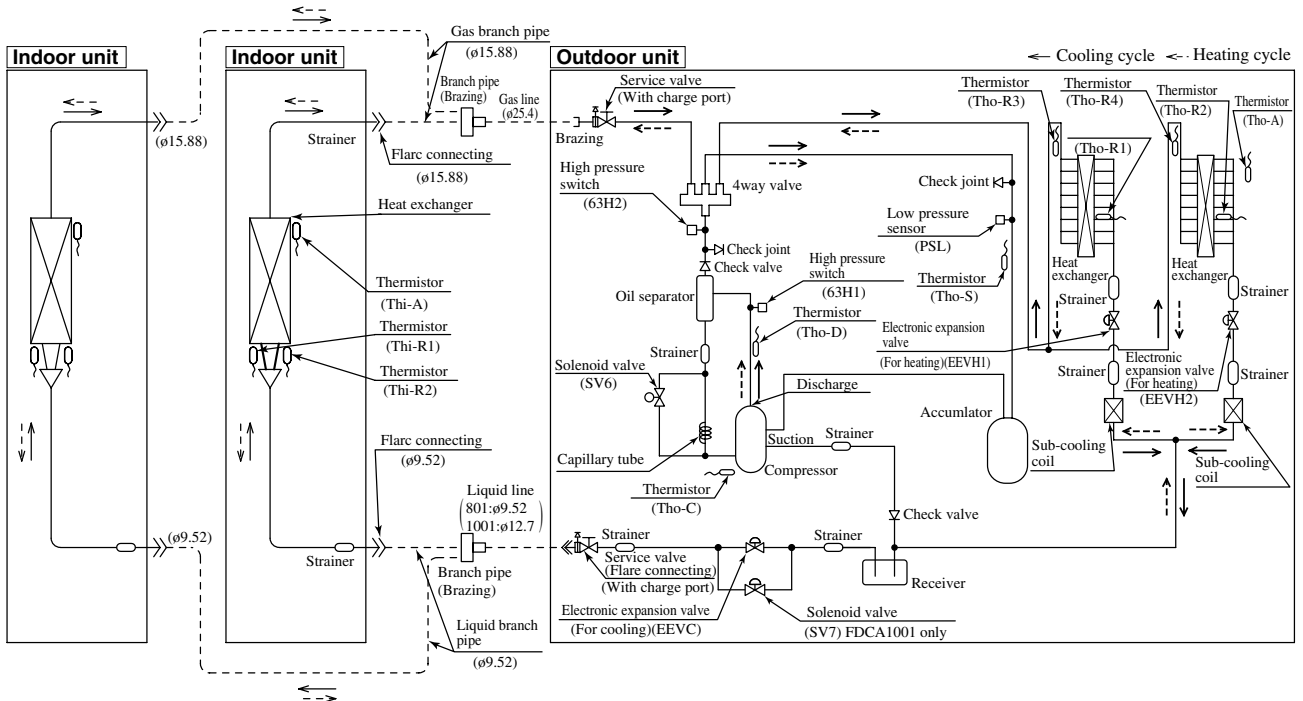 Indoor unit
Indoor unit
Outdoor unit
Cooling cycle
Heating cycle
Gas branch pipe
(ø15.88)
Branch pipe
(Brazing)
Gas line
(ø25.4)
Service valve
(With charge port)
Brazing
(ø15.88)
Strainer
Flarc connecting
(ø15.88)
Heat exchanger
Thermistor
(Thi-A)
Thermistor
(Thi-R1)
Thermistor
(Thi-R2)
Flarc connecting
(ø9.52)
Liquid line
801:ø9.52
1001:ø12.7
(ø9.52)
Strainer
Branch pipe
(Brazing)
Liquid branch
pipe
(ø9.52)
High pressure
switch
(63H2)
4way valve
Check joint
Check valve
Oil separator
High pressure
switch
(63H1)
Thermistor
(Tho-D)
Strainer
Solenoid valve
(SV6)
Discharge
Capillary tube
Suction
Compressor
Strainer
Thermistor
(Tho-C)
Check joint
Low pressure
sensor
(PSL)
Thermistor
(Tho-S)
Electronic expansion
valve
(For heating)(EEVH1)
Accumlator
Thermistor
(Tho-R3)
Thermistor
(Tho-R4)
Thermistor
(Tho-R2)
Thermistor
(Tho-A)
(Tho-R1)
Heat
exchanger
Heat
exchanger
Strainer
Strainer
Strainer
Strainer
Electronic
expansion valve
(For heating)
(EEVH2)
Sub-cooling
coil
Sub-cooling
coil
Check valve
Strainer
Service valve
(Flare connecting)
(With charge port)
Strainer
Receiver
Electronic expansion valve
(For cooling)(EEVC)
Solenoid valve
(SV7) FDCA1001 only